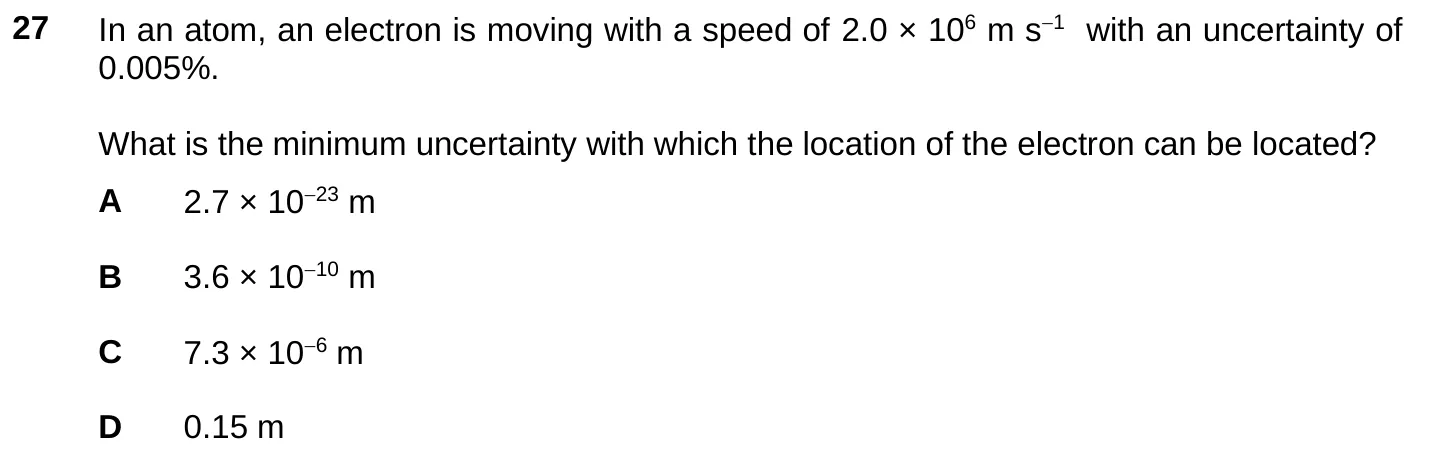 27 In an atom, an electron is moving with a speed of 2.0 × 10⁶ m s⁻¹ with an uncertainty of
0.005%.
What is the minimum uncertainty with which the location of the electron can be located?
A 2.7 × 10⁻²³ m
B 3.6 × 10⁻¹⁰ m
C 7.3 × 10⁻⁶ m
D 0.15 m